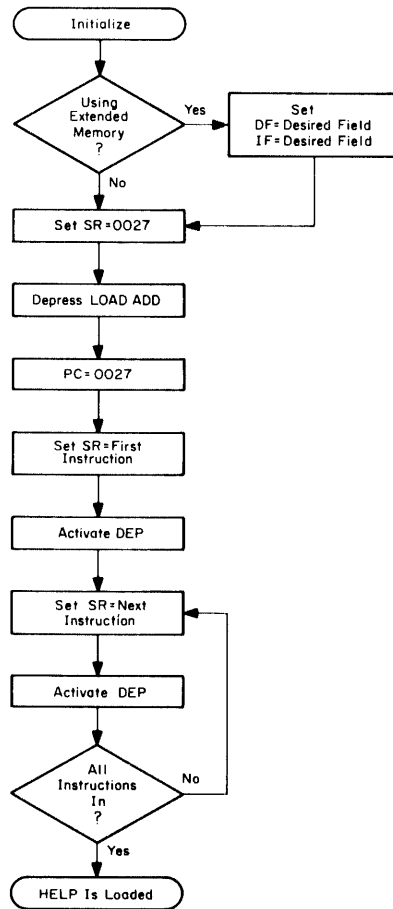 Initialize
Using
Extended
Memory
?
Yes
Set
DF=Desired Field
IF=Desired Field
No
Set SR=0027
Depress LOAD ADD
PC=0027
Set SR=First
Instruction
Activate DEP
Set SR=Next
Instruction
Activate DEP
All
Instructions
In
?
No
Yes
HELP Is Loaded